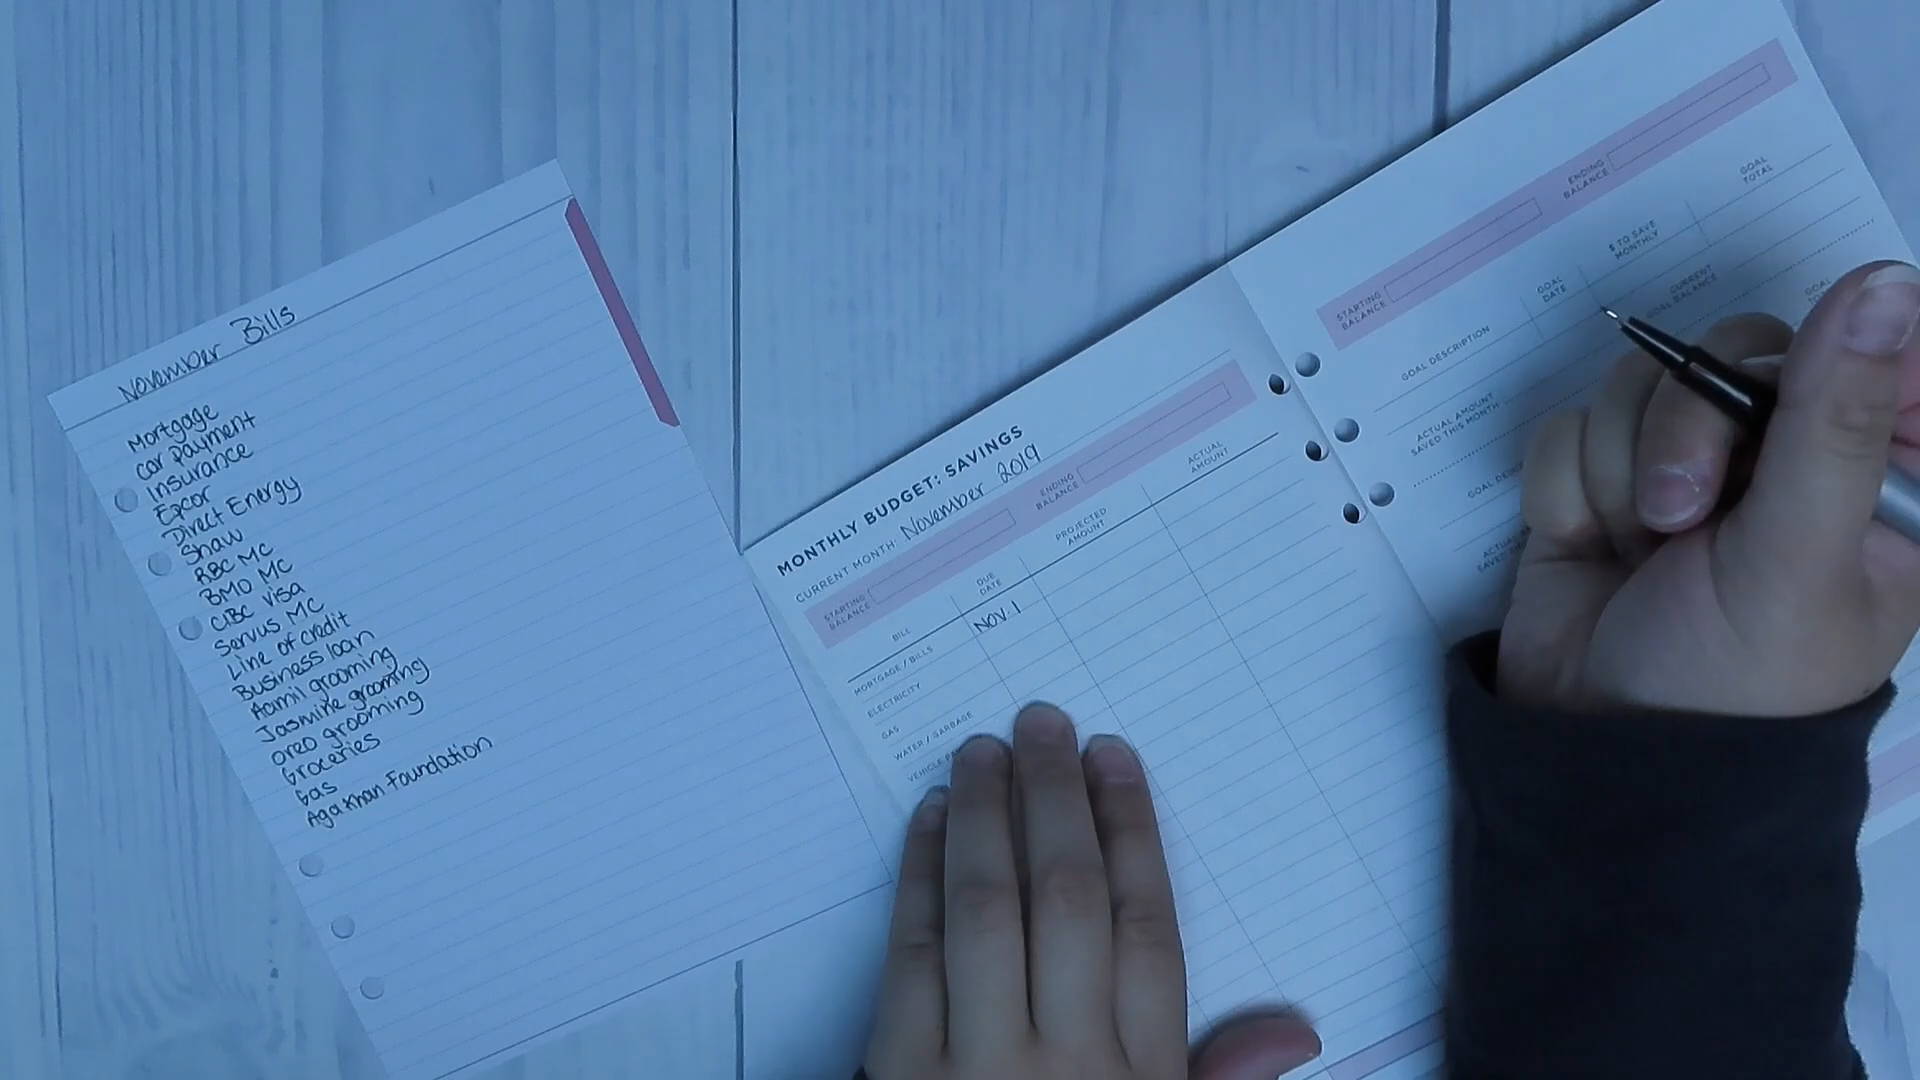 November Bills
Mortgage
car Payment
Insurance
Epcor
Direct Energy
Shaw
RBC MC
BMO MC
CIBC Visa
Servus MC
Line of credit
Business loan
Aamil grooming
Jasmine grooming
oreo grooming
Groceries
Gas
Aga Khan Foundation
MONTHLY BUDGET: SAVINGS
CURRENT MONTH: November 2019
STARTING BALANCE
ENDING BALANCE
BILL
DUE DATE
PROJECTED AMOUNT
ACTUAL AMOUNT
MORTGAGE / BILLS NOV. 1
ELECTRICITY
GAS
WATER / GARBAGE
VEHICLE
STARTING BALANCE
ENDING BALANCE
GOAL DESCRIPTION
GOAL DATE
$ TO SAVE MONTHLY
GOAL TOTAL
ACTUAL AMOUNT SAVED THIS MONTH
CURRENT GOAL BALANCE
GOAL
GOAL